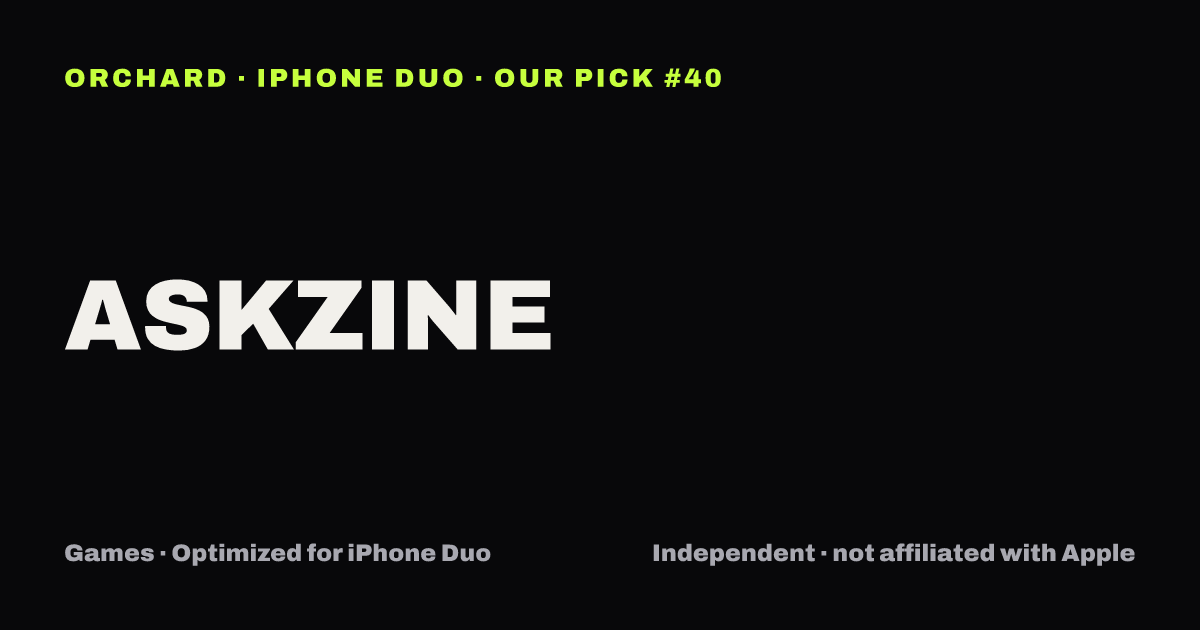 ORCHARD · IPHONE DUO · OUR PICK #40
ASKZINE
Games · Optimized for iPhone Duo
Independent · not affiliated with Apple